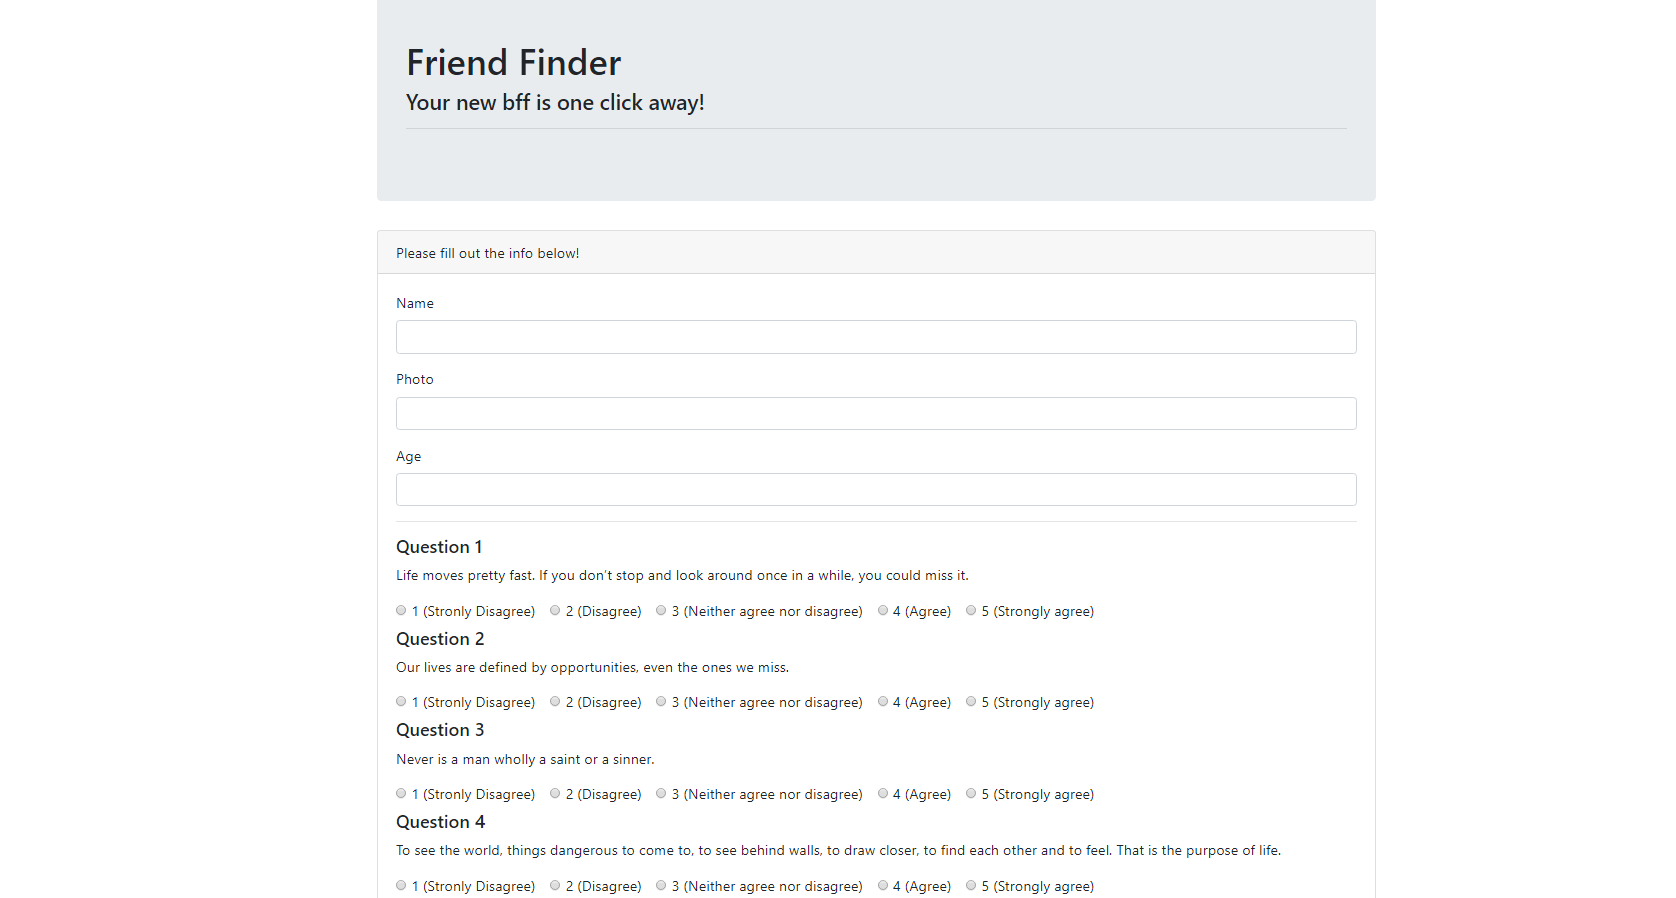 Friend Finder
Your new bff is one click away!
Please fill out the info below!
Name
Photo
Age
Question 1
Life moves pretty fast. If you don't stop and look around once in a while, you could miss it.
1 (Stronly Disagree) 2 (Disagree) 3 (Neither agree nor disagree) 4 (Agree) 5 (Strongly agree)
Question 2
Our lives are defined by opportunities, even the ones we miss.
1 (Stronly Disagree) 2 (Disagree) 3 (Neither agree nor disagree) 4 (Agree) 5 (Strongly agree)
Question 3
Never is a man wholly a saint or a sinner.
1 (Stronly Disagree) 2 (Disagree) 3 (Neither agree nor disagree) 4 (Agree) 5 (Strongly agree)
Question 4
To see the world, things dangerous to come to, to see behind walls, to draw closer, to find each other and to feel. That is the purpose of life.
1 (Stronly Disagree) 2 (Disagree) 3 (Neither agree nor disagree) 4 (Agree) 5 (Strongly agree)